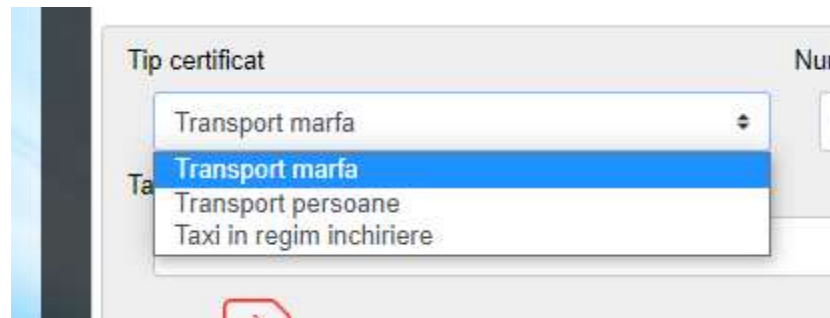 Tip certificat
Transport marfa
Transport marfa
Transport persoane
Taxi in regim inchiriere